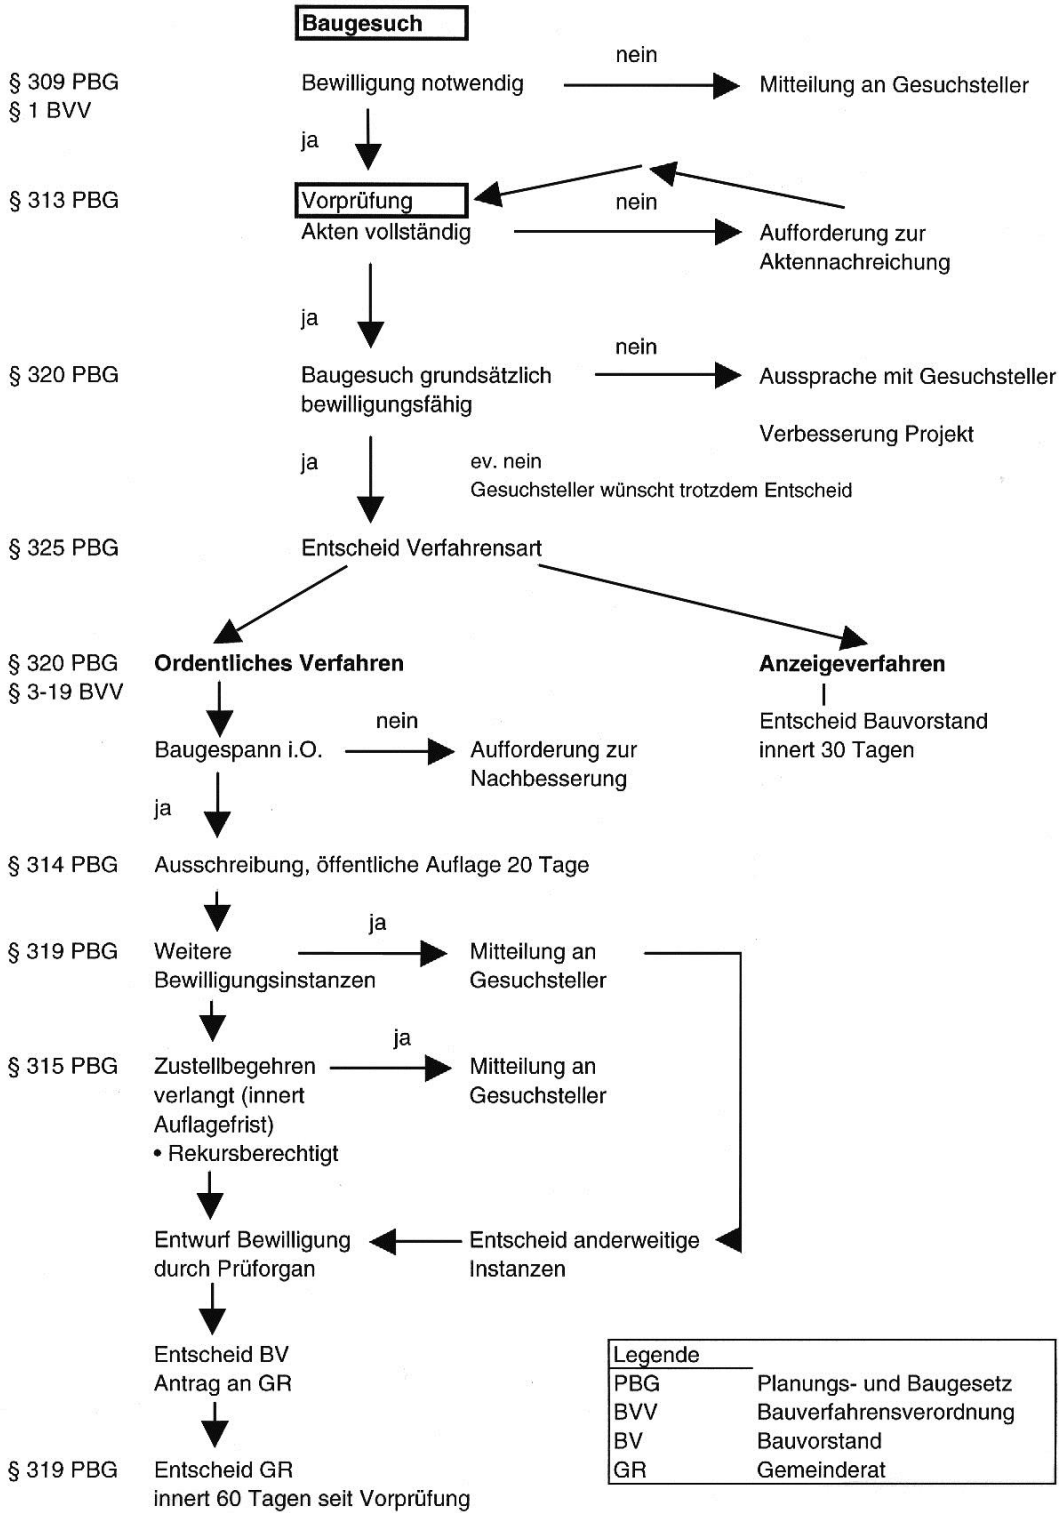 Baugesuch
nein
§ 309 PBG Bewilligung notwendig Mitteilung an Gesuchsteller
§ 1 BVV
ja
§ 313 PBG Vorprüfung nein
Akten vollständig Aufforderung zur
Aktennachreichung
ja
nein
§ 320 PBG Baugesuch grundsätzlich Aussprache mit Gesuchsteller
bewilligungsfähig
Verbesserung Projekt
ja ev. nein
Gesuchsteller wünscht trotzdem Entscheid
§ 325 PBG Entscheid Verfahrensart
§ 320 PBG Ordentliches Verfahren Anzeigeverfahren
§ 3-19 BVV
nein Entscheid Bauvorstand
Baugespann i.O. Aufforderung zur innert 30 Tagen
Nachbesserung
ja
§ 314 PBG Ausschreibung, öffentliche Auflage 20 Tage
ja
§ 319 PBG Weitere Mitteilung an
Bewilligungsinstanzen Gesuchsteller
ja
§ 315 PBG Zustellbegehren Mitteilung an
verlangt (innert Gesuchsteller
Auflagefrist)
• Rekursberechtigt
Entwurf Bewilligung Entscheid anderweitige
durch Prüforgan Instanzen
Entscheid BV
Antrag an GR
§ 319 PBG Entscheid GR
innert 60 Tagen seit Vorprüfung
Legende
PBG Planungs- und Baugesetz
BVV Bauverfahrensverordnung
BV Bauvorstand
GR Gemeinderat